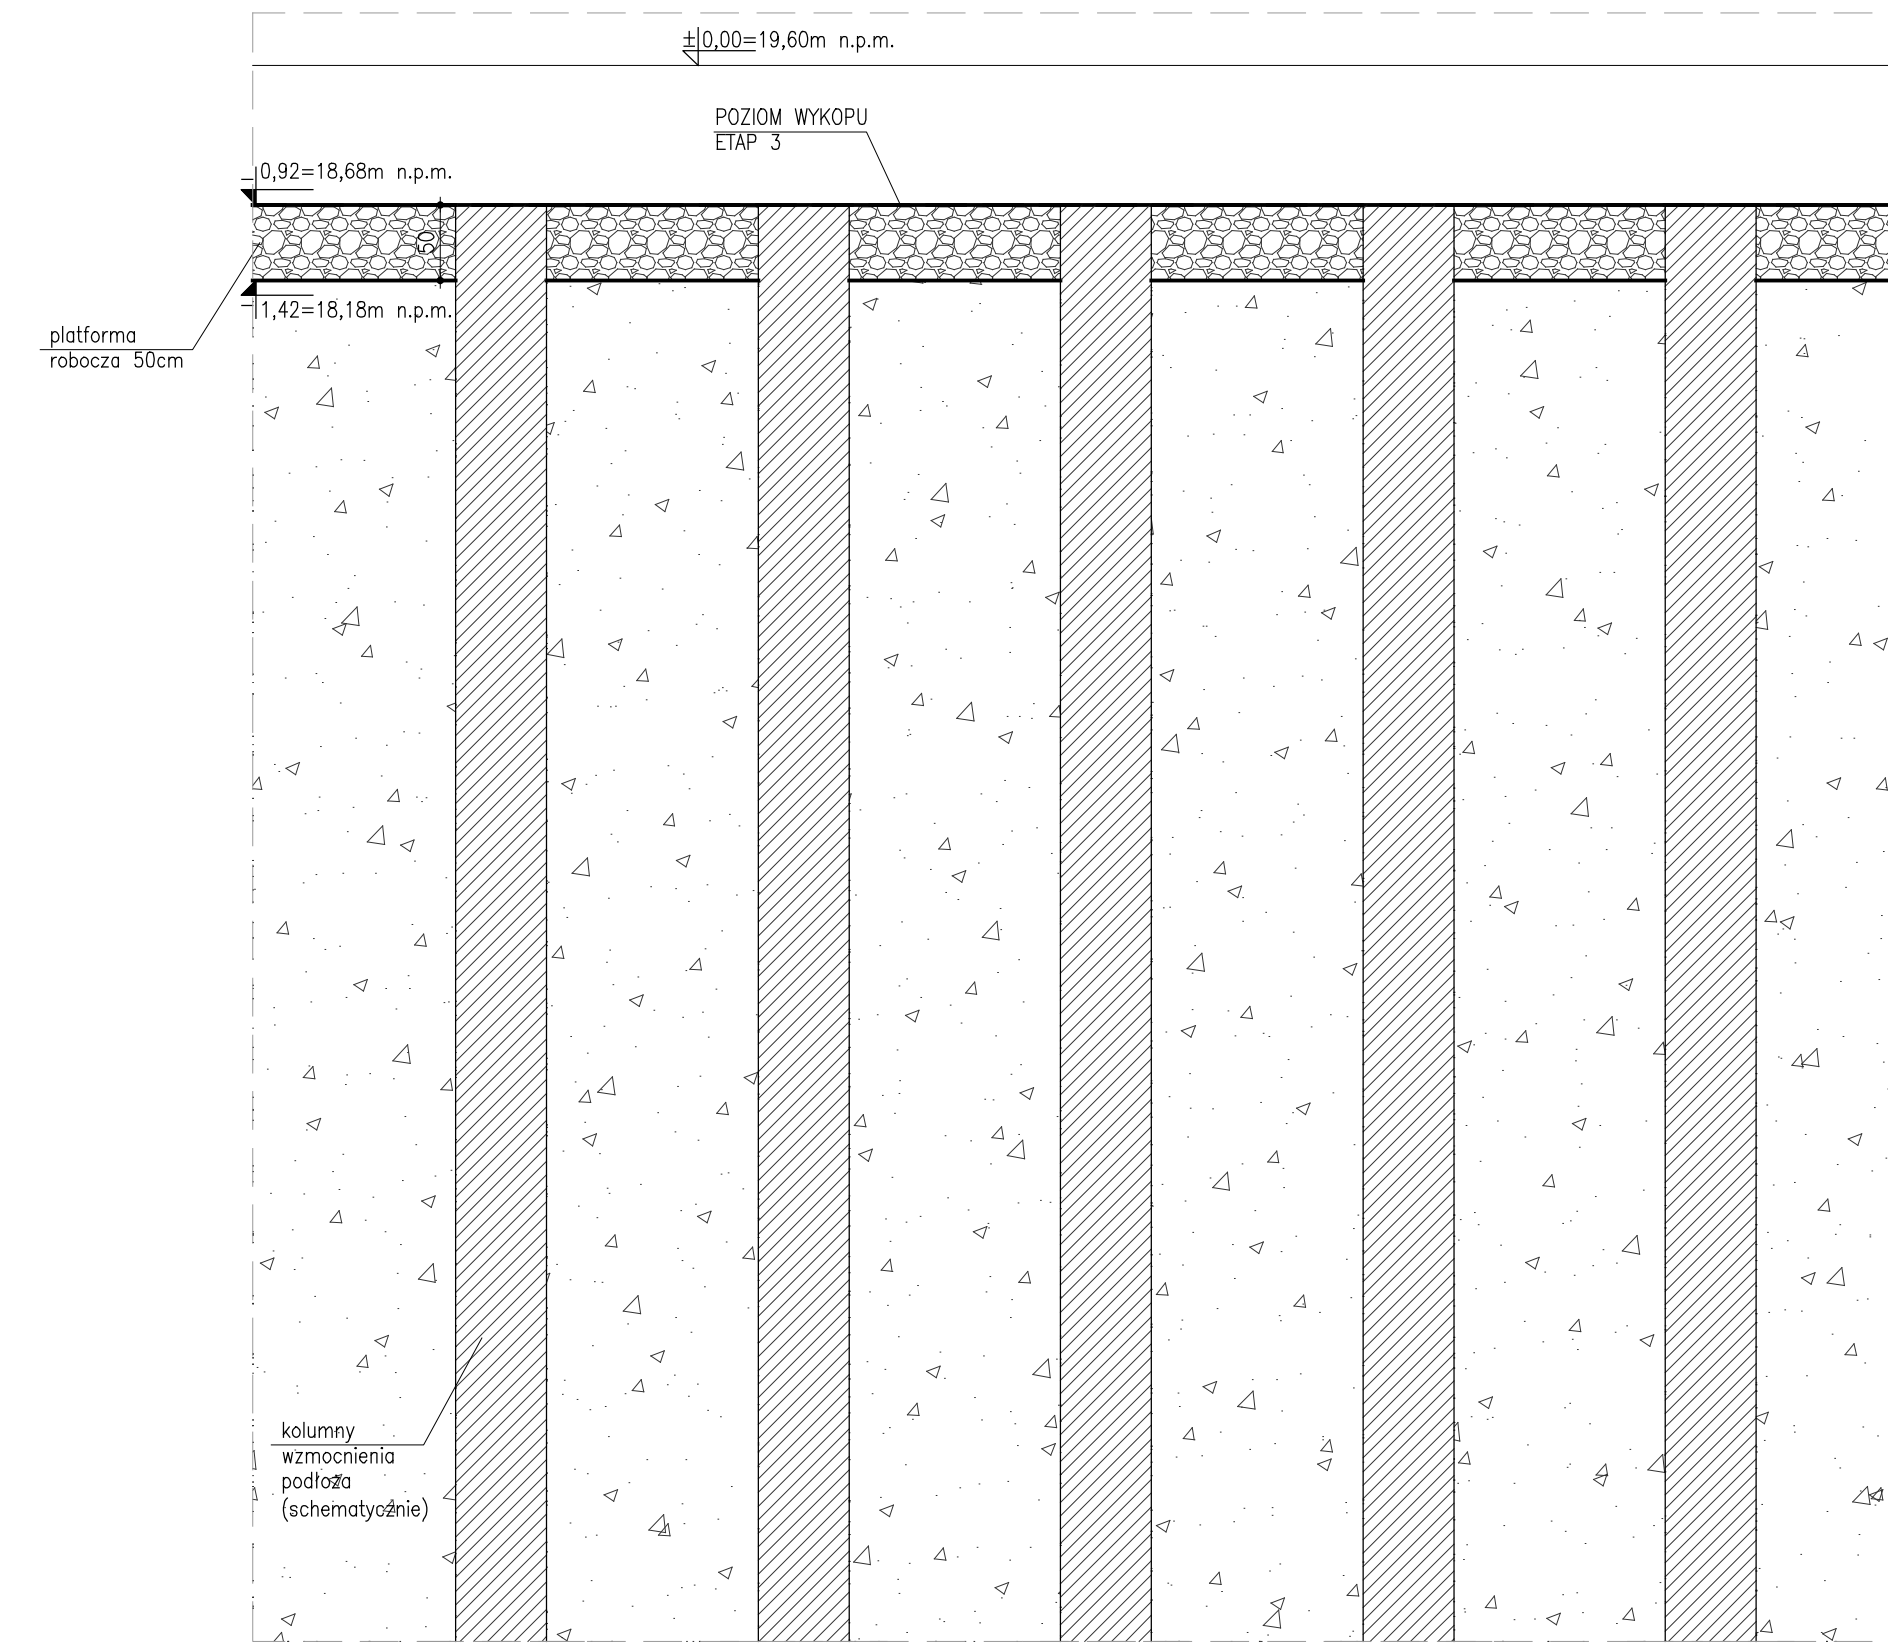 ±0,00=19,60m n.p.m.
POZIOM WYKOPU
ETAP 3
-0,92=18,68m n.p.m.
50
-1,42=18,18m n.p.m.
platforma
robocza 50cm
kolumny
wzmocnienia
podłoża
(schematycznie)